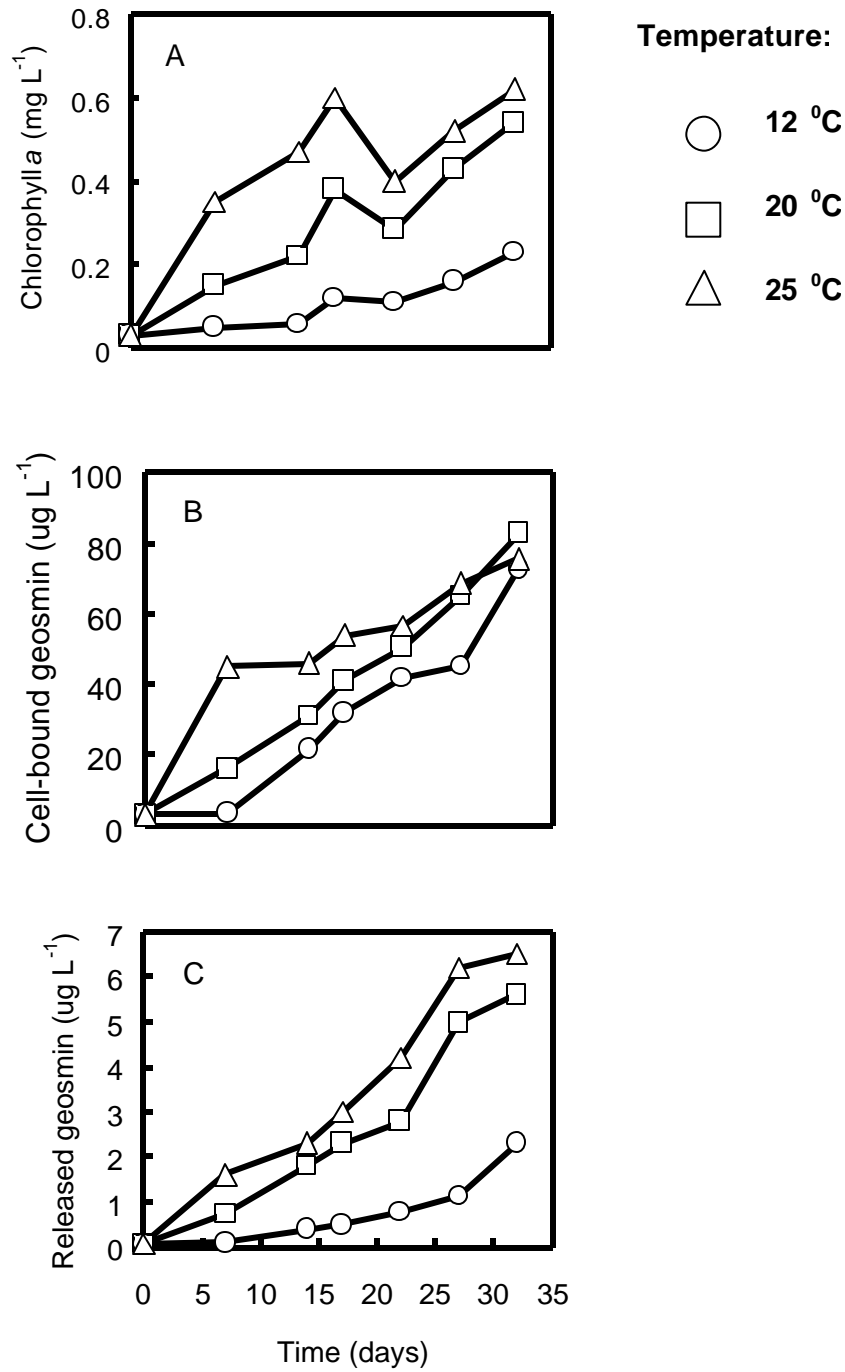 0.8
A
0.6
0.4
0.2
0
Chlorophyll a (mg L-1)
Temperature:
12 0C
20 0C
25 0C
100
B
80
60
40
20
0
Cell-bound geosmin (ug L-1)
7
C
6
5
4
3
2
1
0
Released geosmin (ug L-1)
0 5 10 15 20 25 30 35
Time (days)